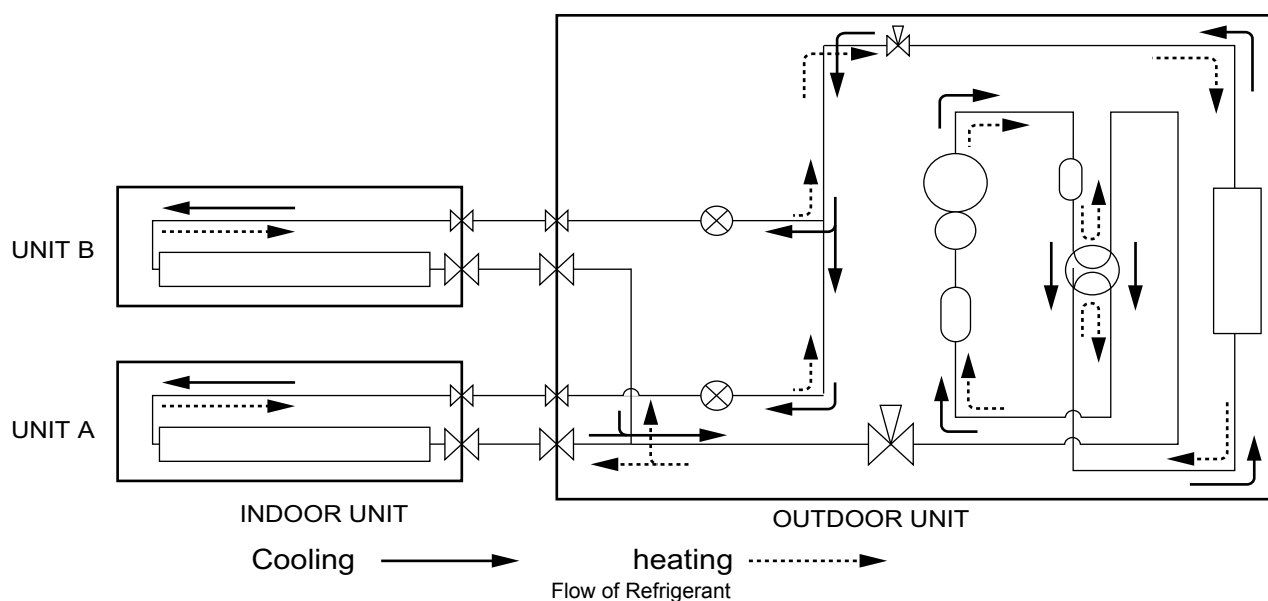 UNIT B
UNIT A
INDOOR UNIT
OUTDOOR UNIT
Cooling
heating
Flow of Refrigerant